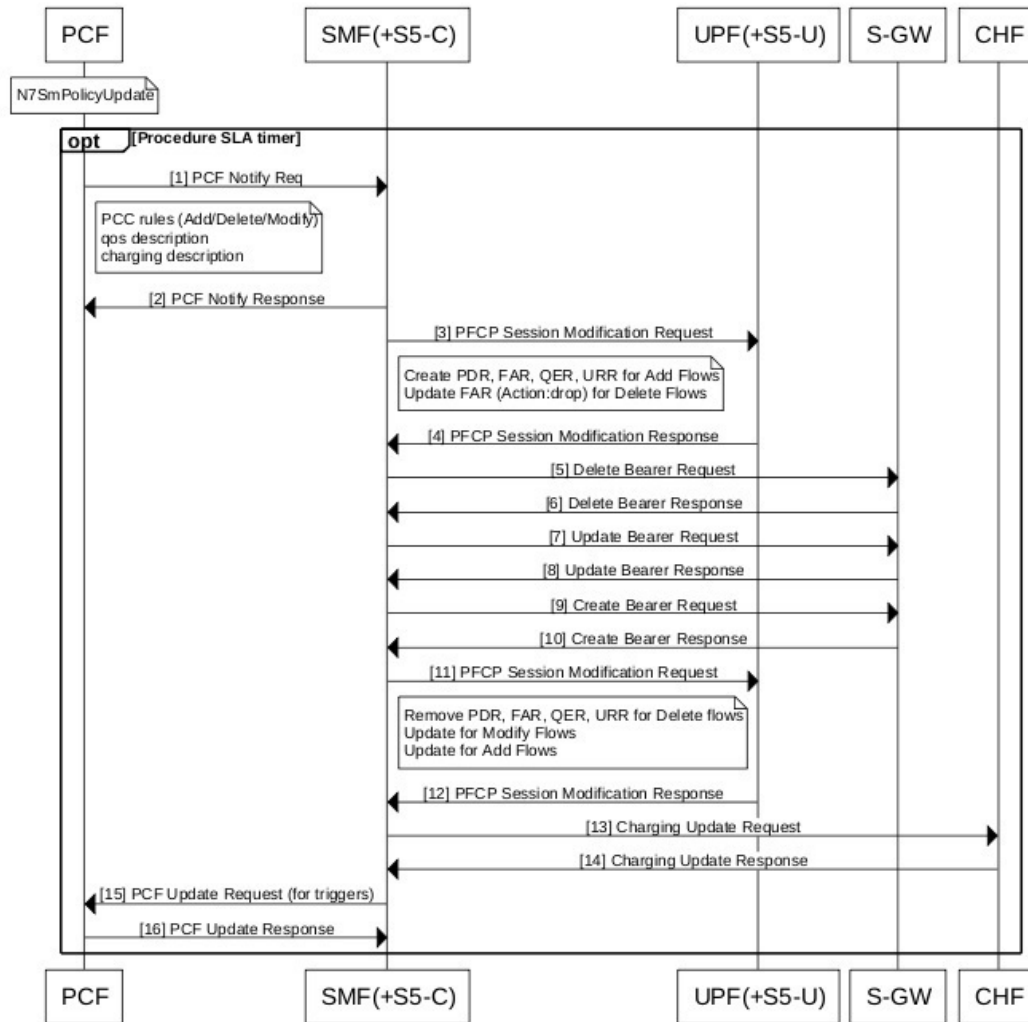 PCF
SMF(+S5-C)
UPF(+S5-U)
S-GW
CHF
N7SmPolicyUpdate
opt
[Procedure SLA timer]
[1] PCF Notify Req
PCC rules (Add/Delete/Modify)
qos description
charging description
[2] PCF Notify Response
[3] PFCP Session Modification Request
Create PDR, FAR, QER, URR for Add Flows
Update FAR (Action:drop) for Delete Flows
[4] PFCP Session Modification Response
[5] Delete Bearer Request
[6] Delete Bearer Response
[7] Update Bearer Request
[8] Update Bearer Response
[9] Create Bearer Request
[10] Create Bearer Response
[11] PFCP Session Modification Request
Remove PDR, FAR, QER, URR for Delete flows
Update for Modify Flows
Update for Add Flows
[12] PFCP Session Modification Response
[13] Charging Update Request
[14] Charging Update Response
[15] PCF Update Request (for triggers)
[16] PCF Update Response
PCF
SMF(+S5-C)
UPF(+S5-U)
S-GW
CHF